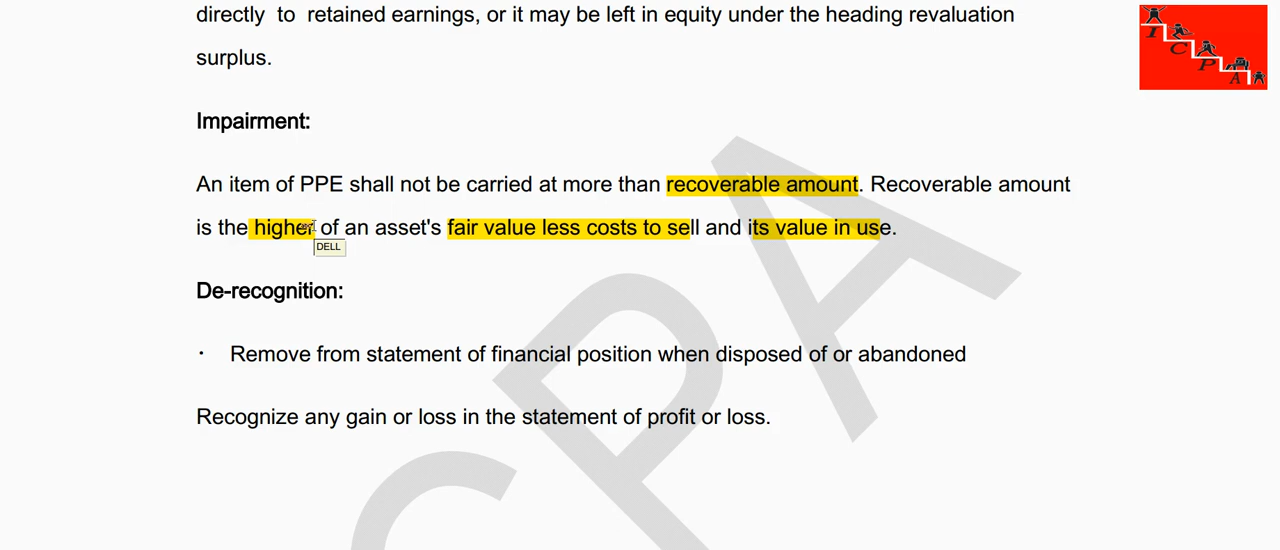 directly to retained earnings, or it may be left in equity under the heading revaluation
surplus.
Impairment:
An item of PPE shall not be carried at more than recoverable amount. Recoverable amount
is the higher of an asset's fair value less costs to sell and its value in use.
DELL
De-recognition:
· Remove from statement of financial position when disposed of or abandoned
Recognize any gain or loss in the statement of profit or loss.
CPA
I
C
P
A